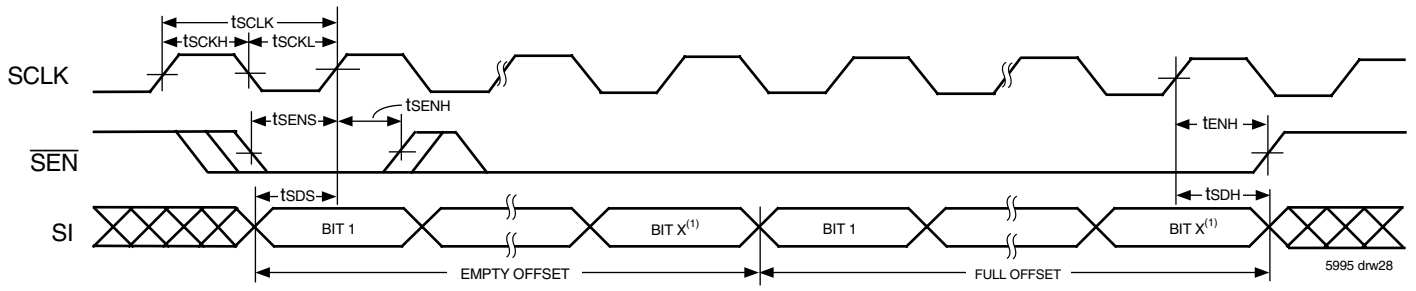 tSCLK
tSCKH
tSCKL
SCLK
tSENH
tSENS
tENH
SEN
tSDS
tSDH
SI
BIT 1
BIT X(1)
BIT 1
BIT X(1)
EMPTY OFFSET
FULL OFFSET
5995 drw28